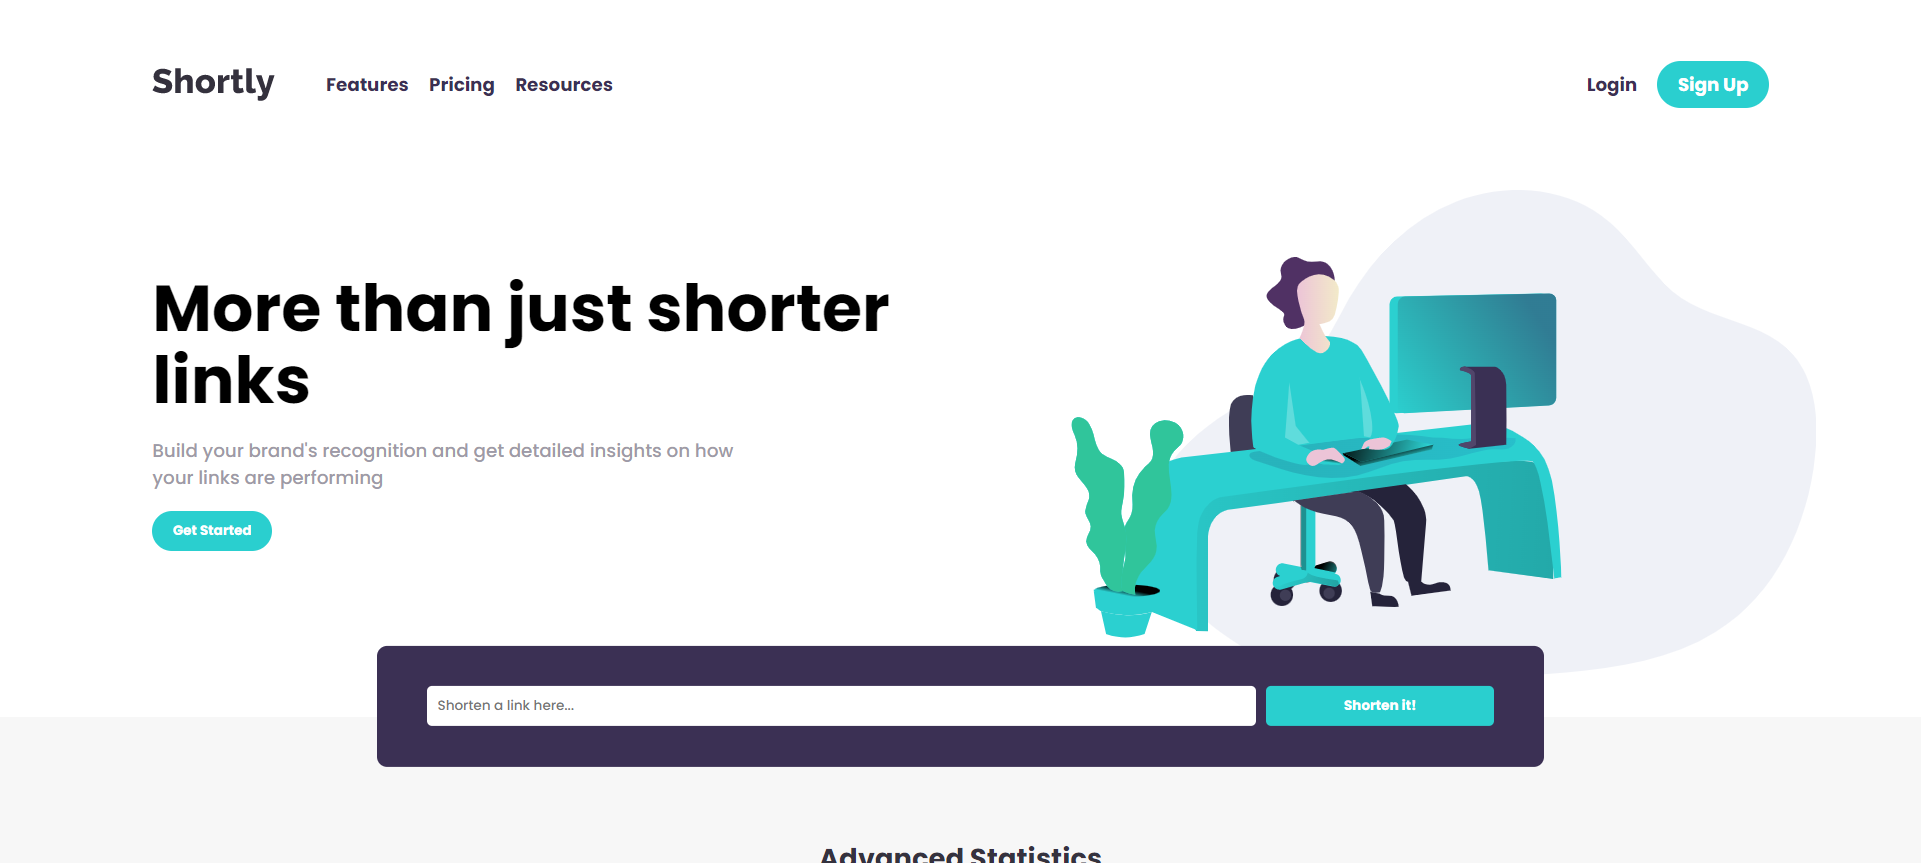 Shortly
Features Pricing Resources
Login
Sign Up
More than just shorter
links
Build your brand's recognition and get detailed insights on how
your links are performing
Get Started
Shorten a link here...
Shorten it!
Advanced Statistics